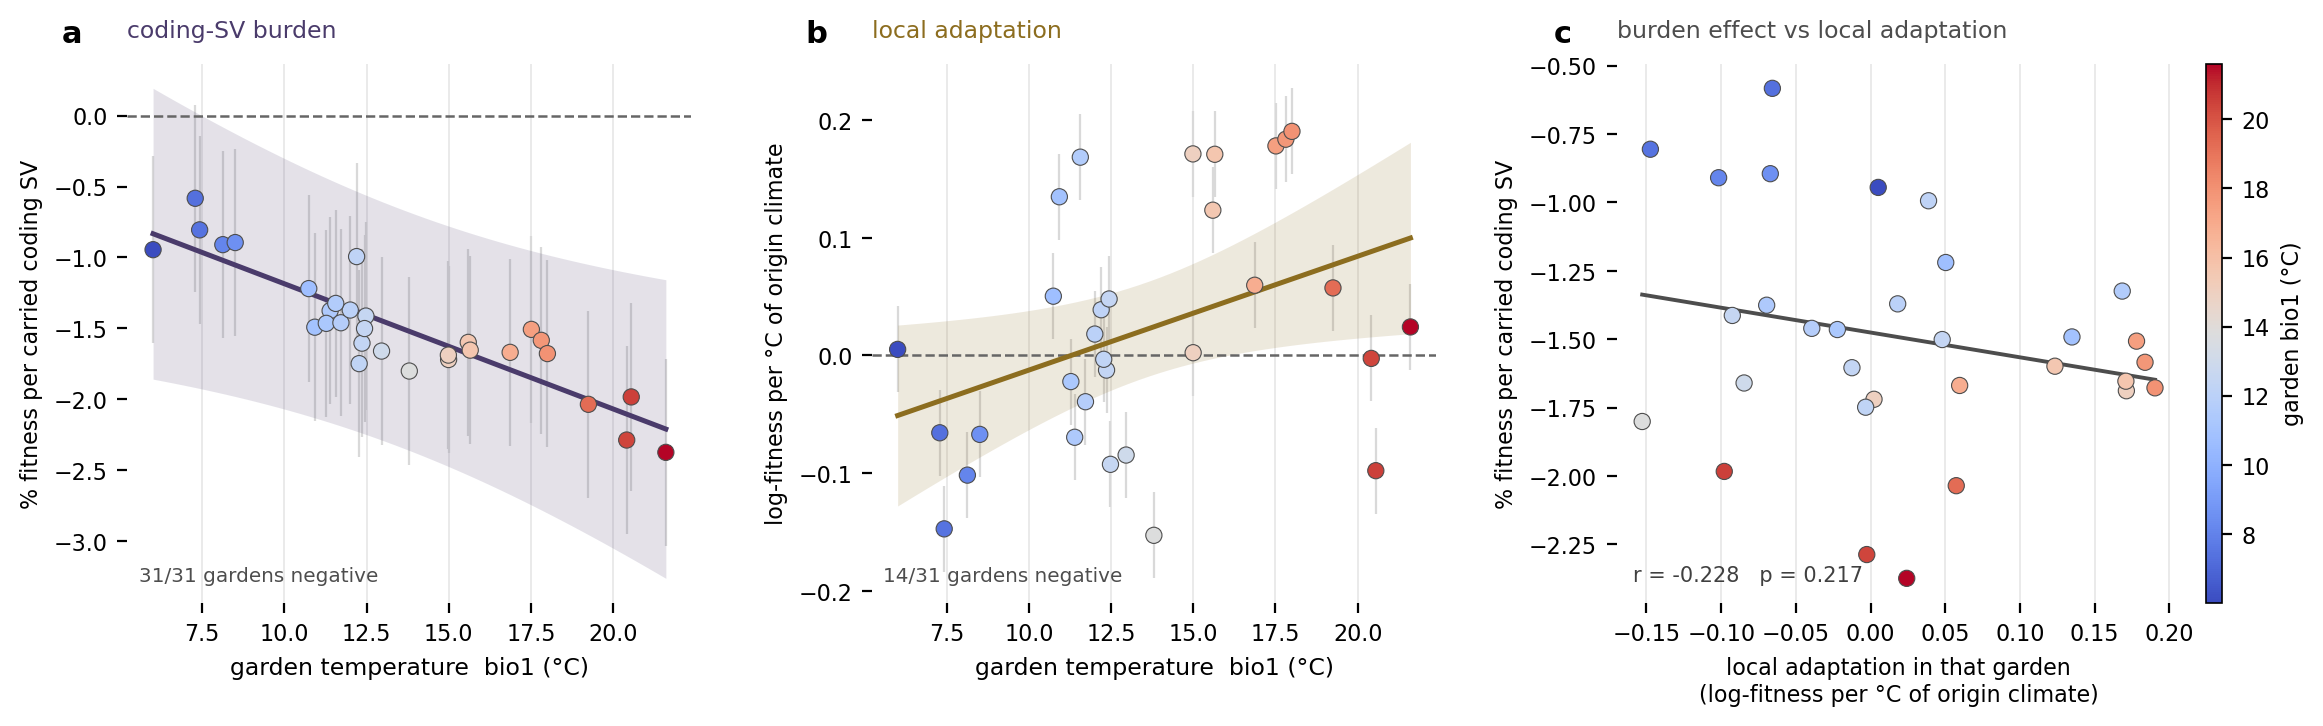 a coding-SV burden
% fitness per carried coding SV
0.0
−0.5
−1.0
−1.5
−2.0
−2.5
−3.0
31/31 gardens negative
7.5 10.0 12.5 15.0 17.5 20.0
garden temperature bio1 (°C)
b local adaptation
log-fitness per °C of origin climate
0.2
0.1
0.0
−0.1
−0.2
14/31 gardens negative
7.5 10.0 12.5 15.0 17.5 20.0
garden temperature bio1 (°C)
c burden effect vs local adaptation
% fitness per carried coding SV
−0.50
−0.75
−1.00
−1.25
−1.50
−1.75
−2.00
−2.25
r = -0.228 p = 0.217
−0.15 −0.10 −0.05 0.00 0.05 0.10 0.15 0.20
local adaptation in that garden
(log-fitness per °C of origin climate)
20
18
16
14
12
10
8
garden bio1 (°C)